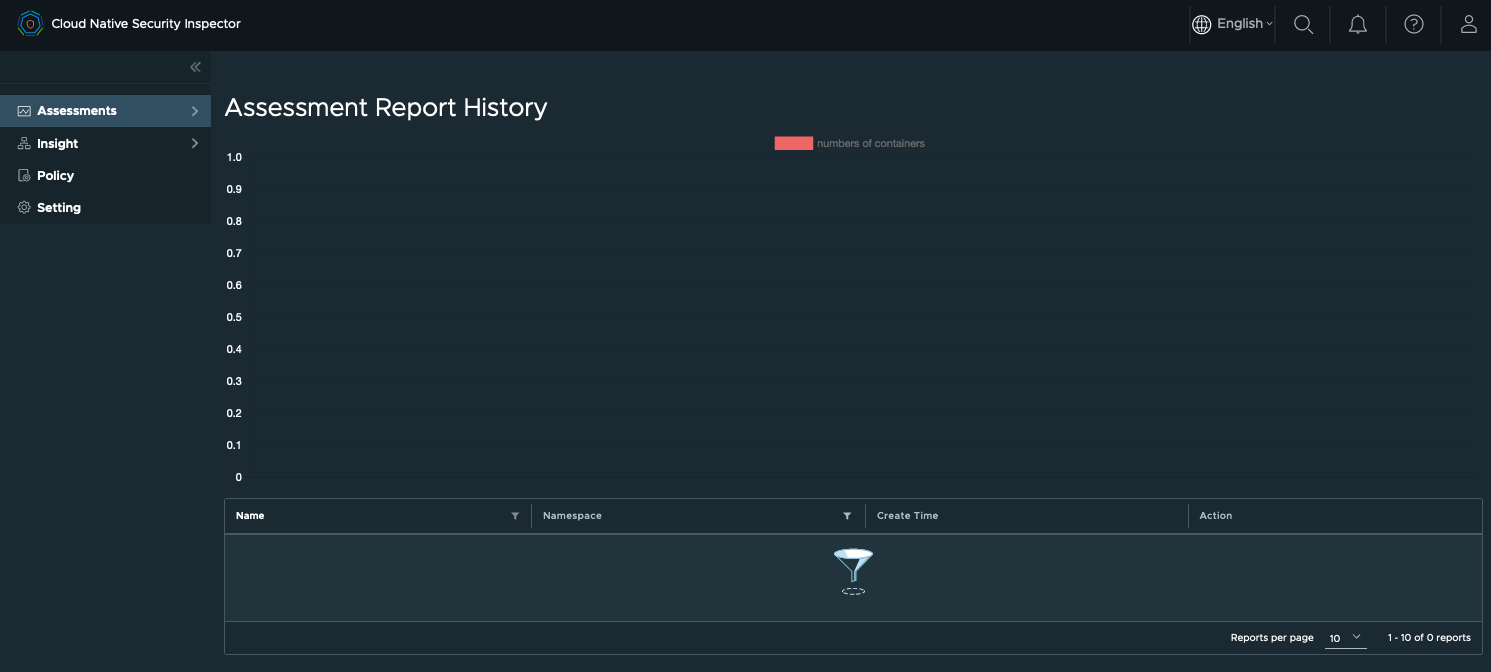 Cloud Native Security Inspector
English
Assessments
Insight
Policy
Setting
Assessment Report History
numbers of containers
1.0
0.9
0.8
0.7
0.6
0.5
0.4
0.3
0.2
0.1
0
Name Namespace Create Time Action
Reports per page 10 1 - 10 of 0 reports